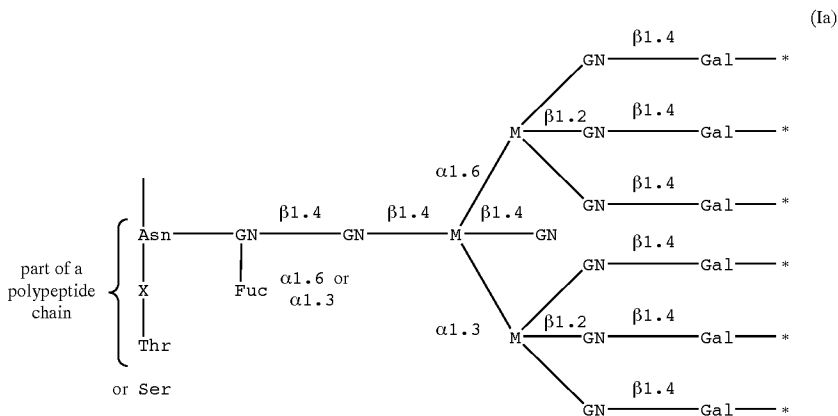 (Ia)
β1.4
GN Gal *
β1.2 β1.4
M GN Gal *
α1.6
β1.4
GN Gal *
β1.4 β1.4 β1.4
Asn GN GN M GN
part of a
polypeptide
chain
X Fuc α1.6 or
α1.3
β1.4
GN Gal *
α1.3
β1.2 β1.4
Thr M GN Gal *
or Ser
β1.4
GN Gal *